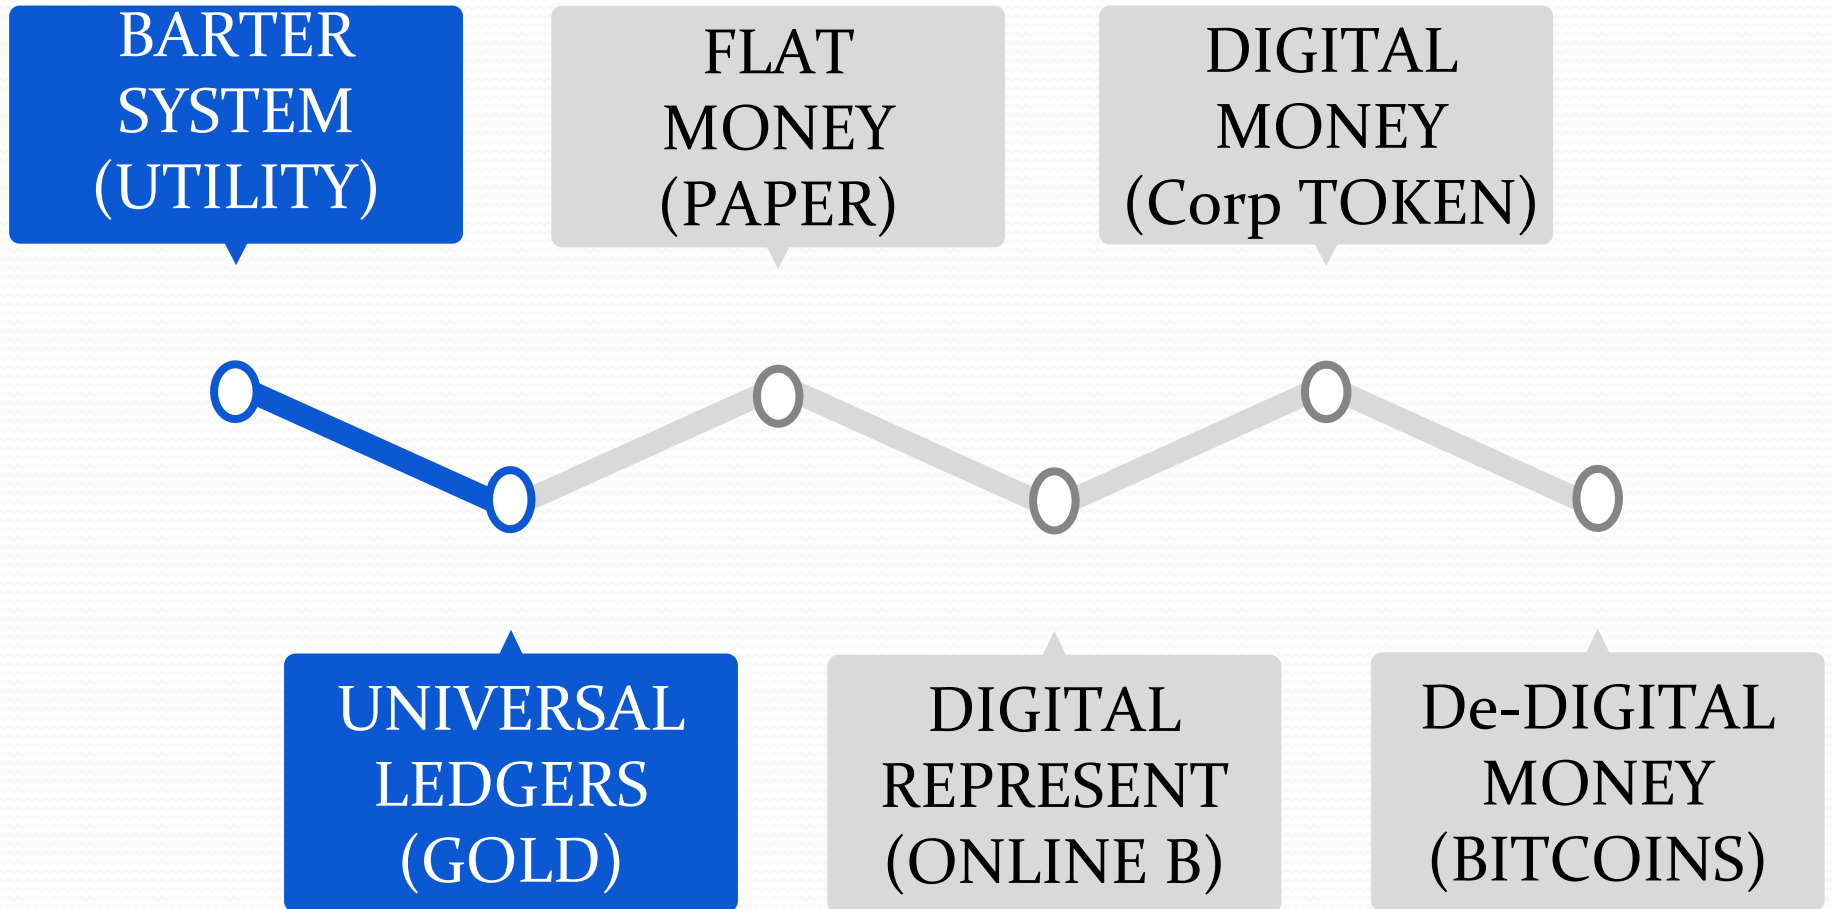 BARTER
SYSTEM
(UTILITY)
UNIVERSAL
LEDGERS
(GOLD)
FLAT
MONEY
(PAPER)
DIGITAL
REPRESENT
(ONLINE B)
DIGITAL
MONEY
(Corp TOKEN)
De-DIGITAL
MONEY
(BITCOINS)